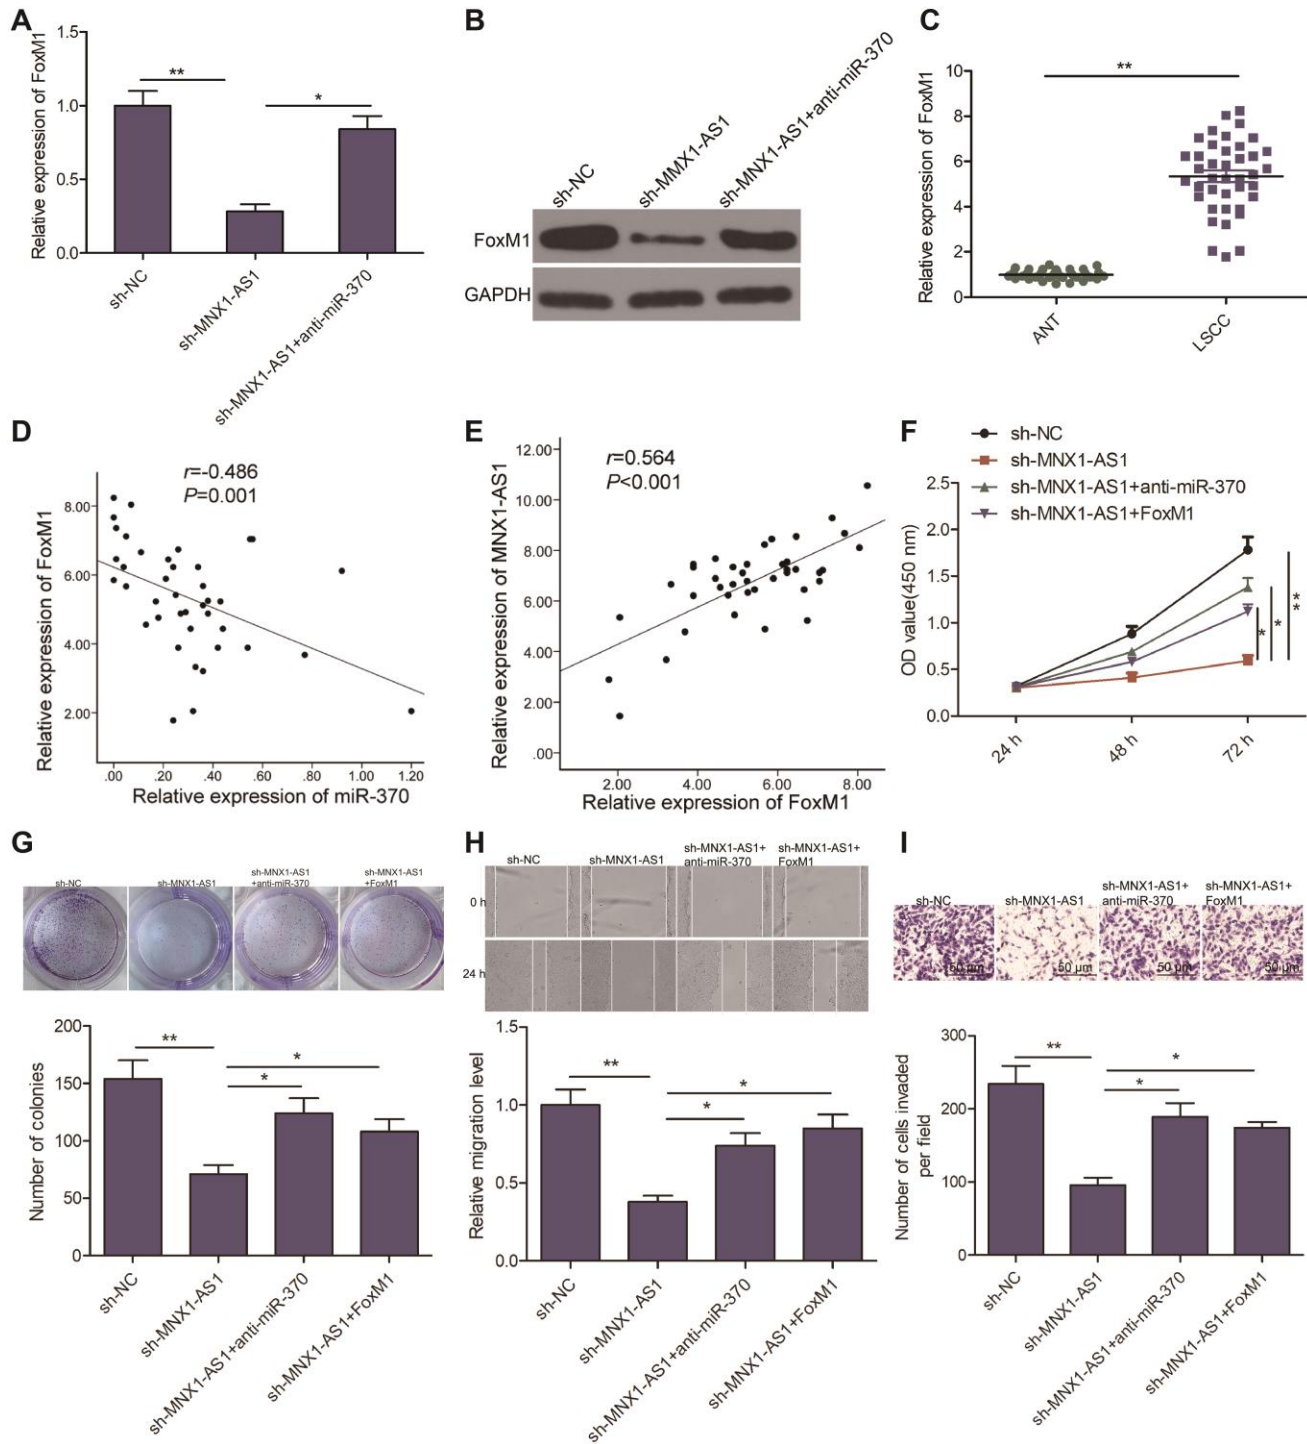 A
Relative expression of FoxM1
1.5
1.0
0.5
0.0
**
*
sh-NC
sh-MNX1-AS1
sh-MNX1-AS1+anti-miR-370
B
sh-NC
sh-MMX1-AS1
sh-MNX1-AS1+anti-miR-370
FoxM1
GAPDH
C
Relative expression of FoxM1
10
8
6
4
2
0
**
ANT
LSCC
D
Relative expression of FoxM1
r=-0.486
P=0.001
8.00
6.00
4.00
2.00
.00 .20 .40 .60 .80 1.00 1.20
Relative expression of miR-370
E
Relative expression of MNX1-AS1
r=0.564
P<0.001
12.00
10.00
8.00
6.00
4.00
2.00
.00
2.00 4.00 6.00 8.00
Relative expression of FoxM1
F
sh-NC
sh-MNX1-AS1
sh-MNX1-AS1+anti-miR-370
sh-MNX1-AS1+FoxM1
OD value(450 nm)
2.5
2.0
1.5
1.0
0.5
0.0
*
*
**
24 h
48 h
72 h
G
sh-NC
sh-MNX1-AS1
sh-MNX1-AS1
+anti-miR-370
sh-MNX1-AS1
+FoxM1
Number of colonies
200
150
100
50
0
**
*
*
sh-NC
sh-MNX1-AS1
sh-MNX1-AS1+anti-miR-370
sh-MNX1-AS1+FoxM1
H
sh-NC
sh-MNX1-AS1
sh-MNX1-AS1+
anti-miR-370
sh-MNX1-AS1+
FoxM1
0 h
24 h
Relative migration level
1.5
1.0
0.5
0.0
**
*
*
sh-NC
sh-MNX1-AS1
sh-MNX1-AS1+anti-miR-370
sh-MNX1-AS1+FoxM1
I
sh-NC
sh-MNX1-AS1
sh-MNX1-AS1+
anti-miR-370
sh-MNX1-AS1+
FoxM1
50 µm
50 µm
50 µm
50 µm
Number of cells invaded
per field
300
200
100
0
**
*
*
sh-NC
sh-MNX1-AS1
sh-MNX1-AS1+anti-miR-370
sh-MNX1-AS1+FoxM1